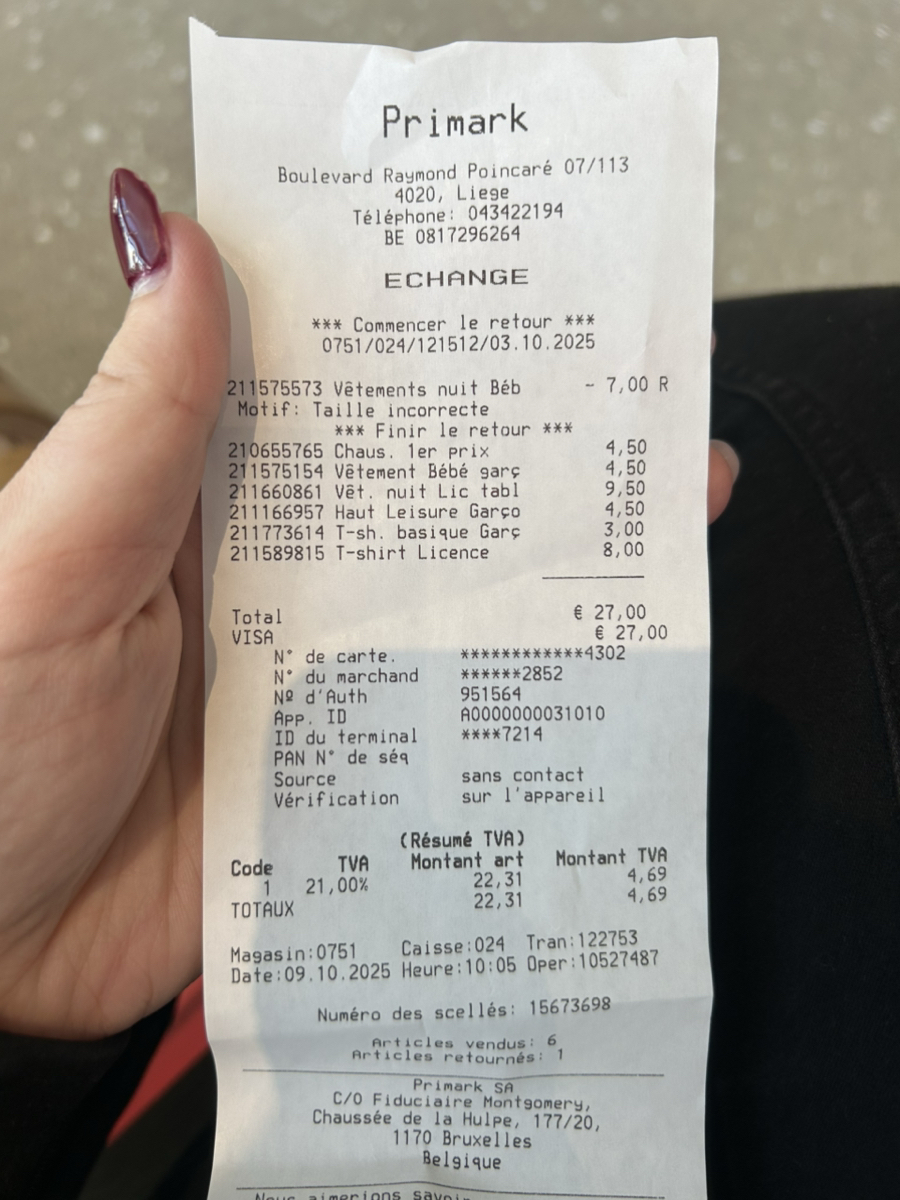 Primark
Boulevard Raymond Poincaré 07/113
4020, Liege
Téléphone: 043422194
BE 0817296264
ECHANGE
*** Commencer le retour ***
0751/024/121512/03.10.2025
211575573 Vêtements nuit Béb - 7,00 R
Motif: Taille incorrecte
*** Finir le retour ***
210655765 Chaus. 1er prix 4,50
211575154 Vêtement Bébé garç 4,50
211660861 Vêt. nuit Lic tabl 9,50
211166957 Haut Leisure Garço 4,50
211773614 T-sh. basique Garç 3,00
211589815 T-shirt Licence 8,00
Total € 27,00
VISA € 27,00
N° de carte. ************4302
N° du marchand ******2852
Nº d'Auth 951564
App. ID A0000000031010
ID du terminal ****7214
PAN N° de séq
Source sans contact
Vérification sur l'appareil
(Résumé TVA)
Code TVA Montant art Montant TVA
1 21,00% 22,31 4,69
TOTAUX 22,31 4,69
Magasin:0751 Caisse:024 Tran:122753
Date:09.10.2025 Heure:10:05 Oper:10527487
Numéro des scellés: 15673698
Articles vendus: 6
Articles retournés: 1
Primark SA
C/O Fiduciaire Montgomery,
Chaussée de la Hulpe, 177/20,
1170 Bruxelles
Belgique
Nous aimerions